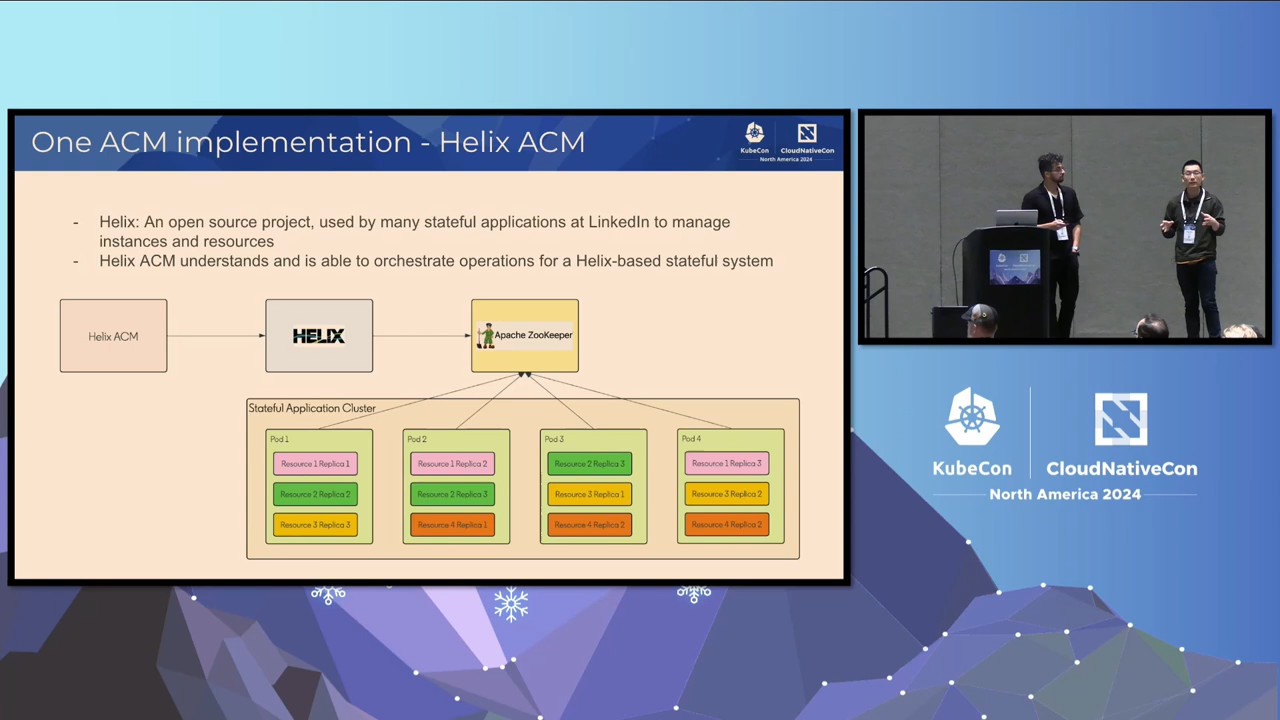 One ACM implementation - Helix ACM
KubeCon
CloudNativeCon
North America 2024
- Helix: An open source project, used by many stateful applications at LinkedIn to manage
instances and resources
- Helix ACM understands and is able to orchestrate operations for a Helix-based stateful system
Helix ACM
HELIX
Apache ZooKeeper
Stateful Application Cluster
Pod 1
Resource 1 Replica 1
Resource 2 Replica 2
Resource 3 Replica 3
Pod 2
Resource 1 Replica 2
Resource 2 Replica 3
Resource 4 Replica 1
Pod 3
Resource 2 Replica 3
Resource 3 Replica 1
Resource 4 Replica 2
Pod 4
Resource 1 Replica 3
Resource 3 Replica 2
Resource 4 Replica 2
KubeCon
CloudNativeCon
North America 2024